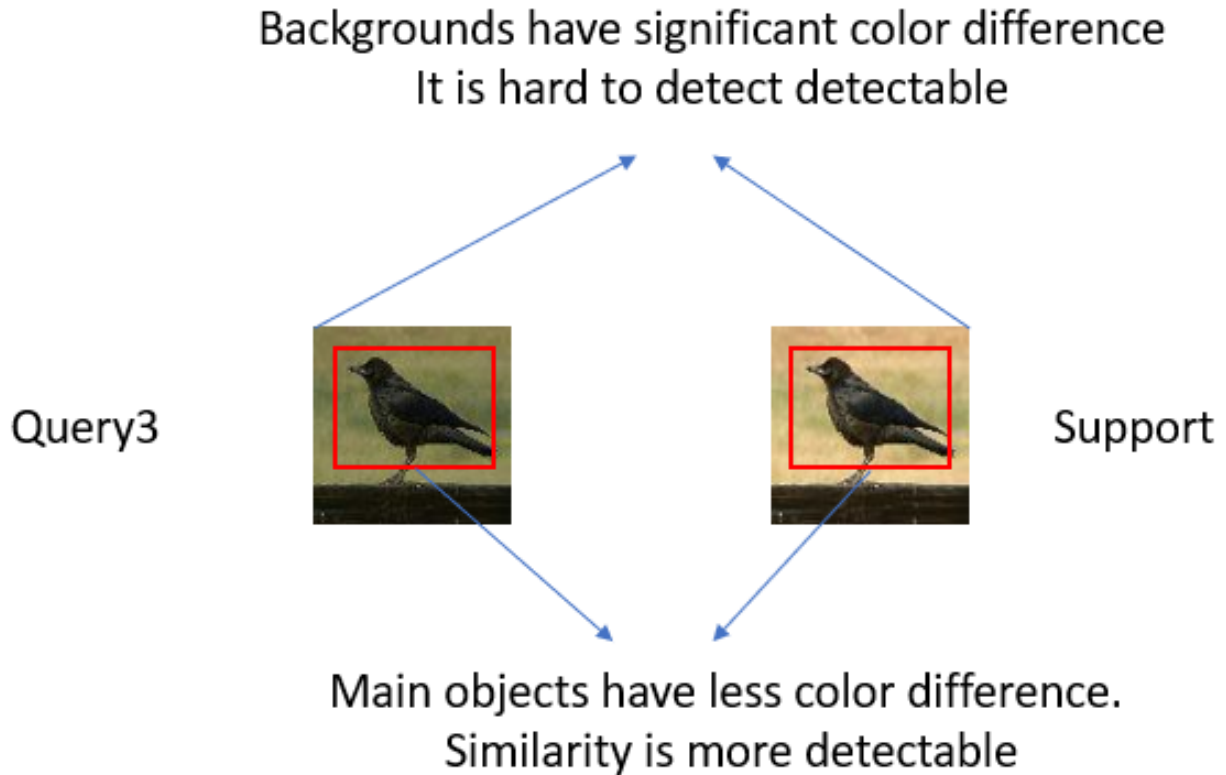 Backgrounds have significant color difference
It is hard to detect detectable
Query3
Support
Main objects have less color difference.
Similarity is more detectable